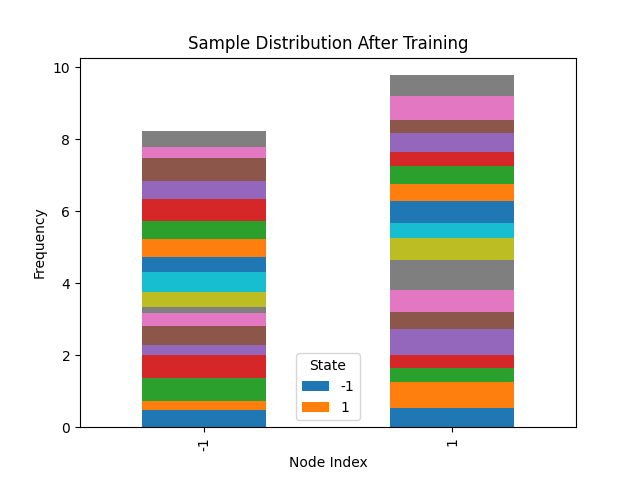 Sample Distribution After Training
Frequency
10
8
6
4
2
0
State
-1
1
-1
1
Node Index